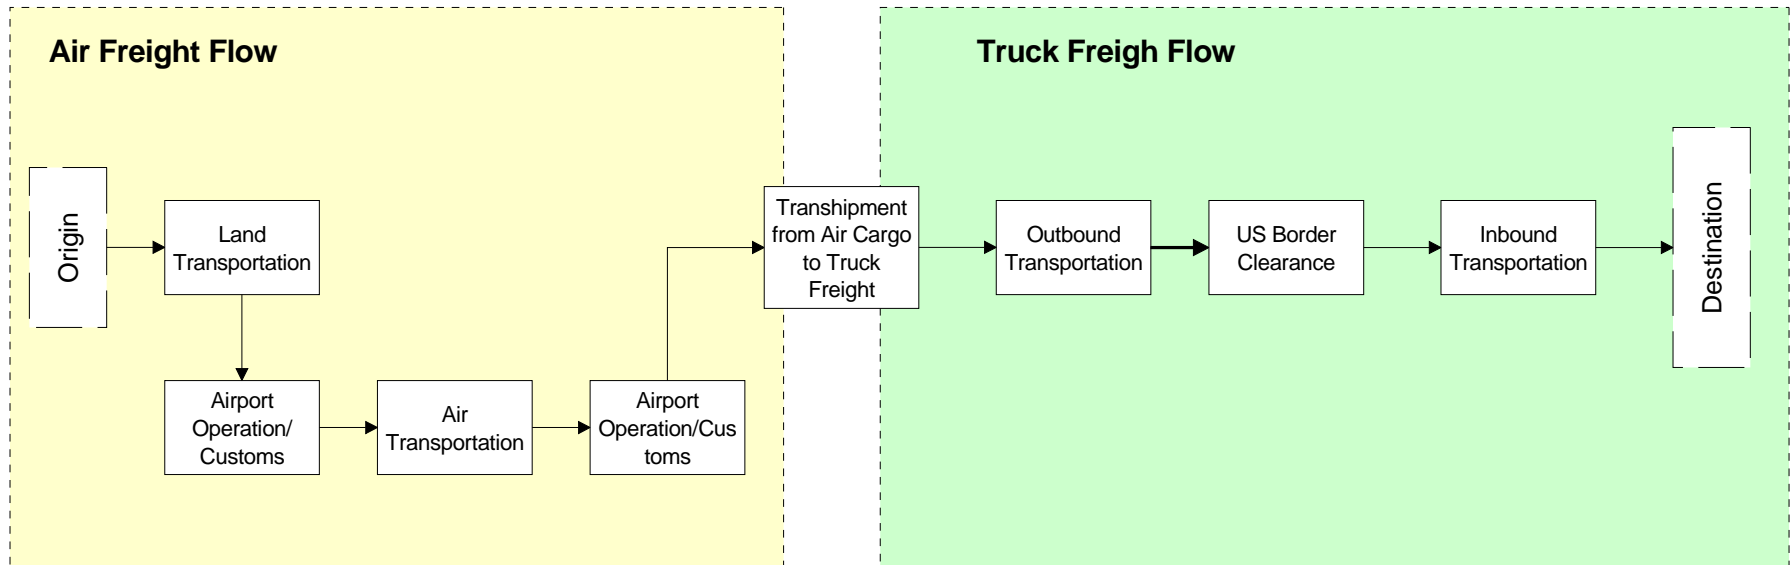 Air Freight Flow
Truck Freigh Flow
Origin
Land
Transportation
Airport
Operation/
Customs
Air
Transportation
Airport
Operation/Cus
toms
Transhipment
from Air Cargo
to Truck
Freight
Outbound
Transportation
US Border
Clearance
Inbound
Transportation
Destination